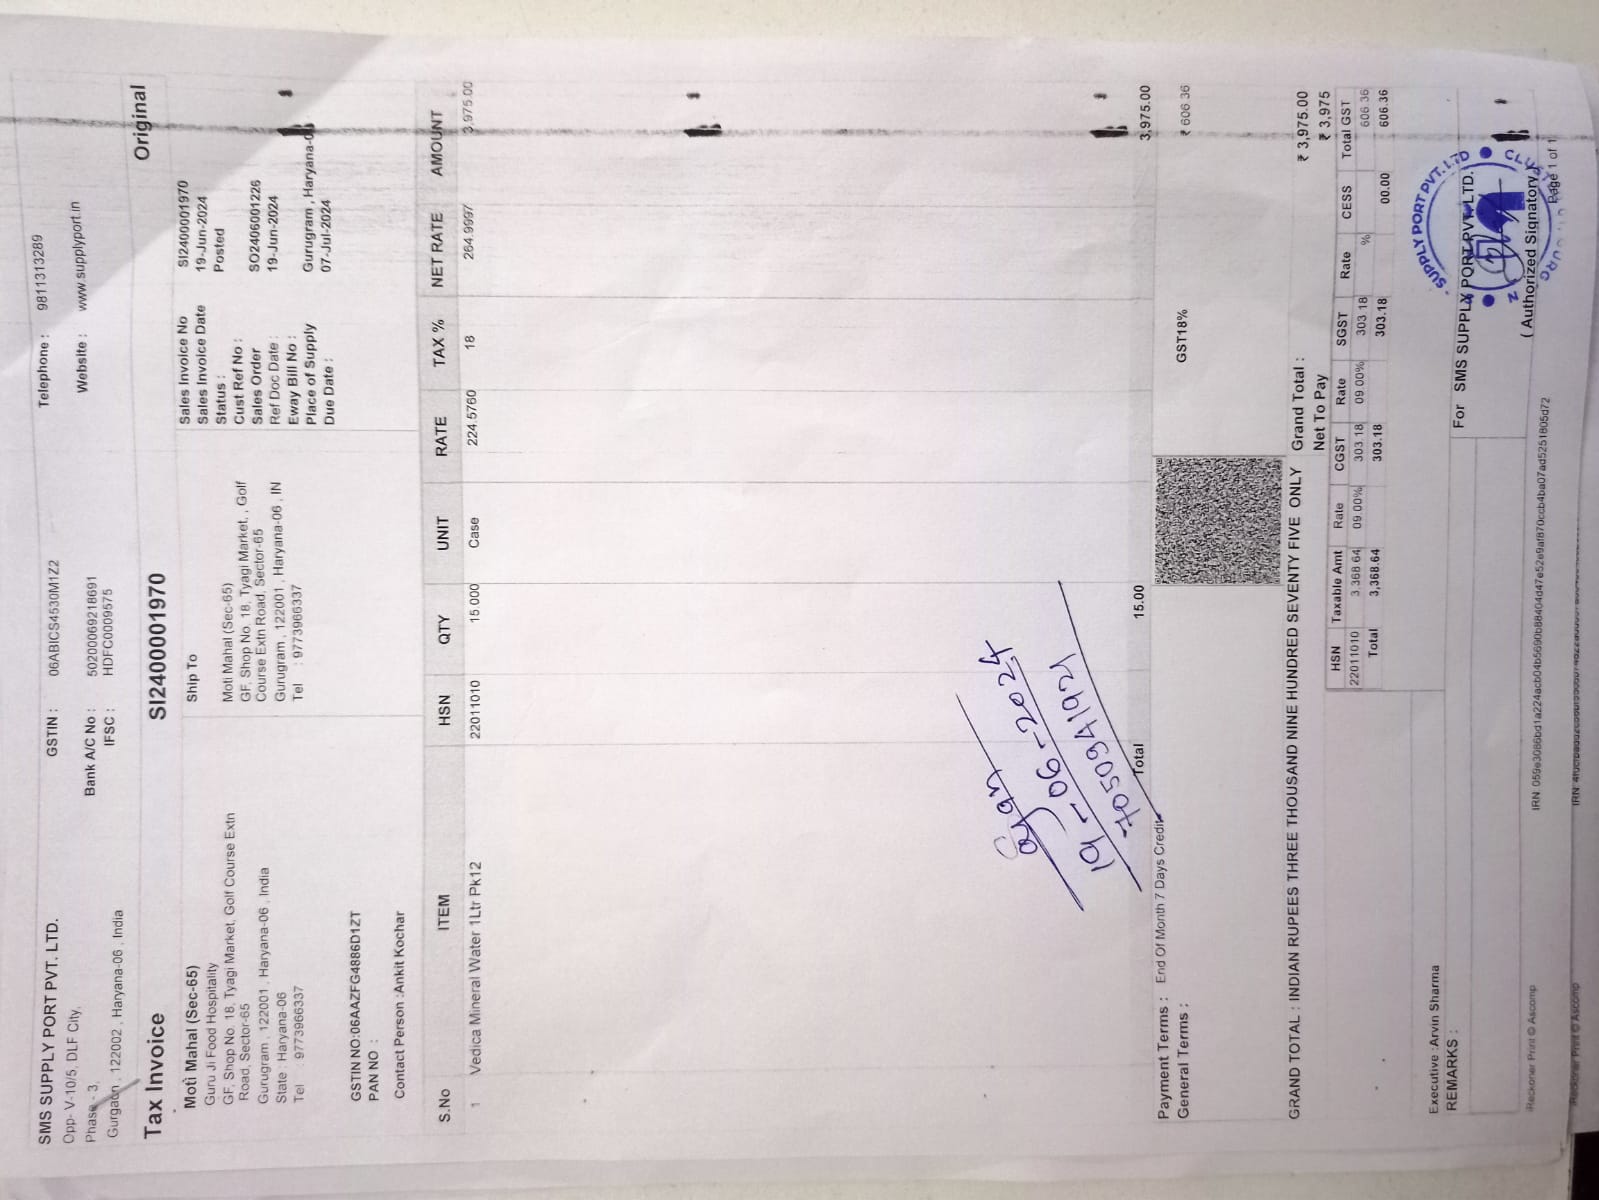 SMS SUPPLY PORT PVT. LTD.
Opp- V-10/5, DLF City,
Phase - 3,
Gurgaon , 122002 , Haryana-06 , India
GSTIN : 06ABICS4530M1Z2
Bank A/C No : 50200069218691
IFSC : HDFC0009575
Telephone : 9811313289
Website : www.supplyport.in
Tax Invoice SI2400001970 Original
Moti Mahal (Sec-65)
Guru Ji Food Hospitality
GF, Shop No. 18, Tyagi Market, Golf Course Extn
Road, Sector-65
Gurugram , 122001 , Haryana-06 , India
State : Haryana-06
Tel : 9773966337
GSTIN NO:06AAZFG4886D1ZT
PAN NO :
Contact Person :Ankit Kochar
Ship To
Moti Mahal (Sec-65)
GF, Shop No. 18, Tyagi Market, , Golf
Course Extn Road, Sector-65
Gurugram , 122001 , Haryana-06 , IN
Tel : 9773966337
Sales Invoice No SI2400001970
Sales Invoice Date 19-Jun-2024
Status : Posted
Cust Ref No :
Sales Order SO2406001226
Ref Doc Date : 19-Jun-2024
Eway Bill No :
Place of Supply Gurugram , Haryana-
Due Date : 07-Jul-2024
S.No ITEM HSN QTY UNIT RATE TAX % NET RATE AMOUNT
1 Vedica Mineral Water 1Ltr Pk12 22011010 15.000 Case 224.5760 18 264.9997 3,975.00
19-06-2024
7050941921
Total 15.00 3,975.00
Payment Terms : End Of Month 7 Days Credit
General Terms :
GST18% ₹ 606.36
GRAND TOTAL : INDIAN RUPEES THREE THOUSAND NINE HUNDRED SEVENTY FIVE ONLY
Grand Total : ₹ 3,975.00
Net To Pay ₹ 3,975
HSN Taxable Amt Rate CGST Rate SGST Rate CESS Total GST
22011010 3,368.64 09.00% 303.18 09.00% 303.18 % 606.36
Total 3,368.64 303.18 303.18 00.00 606.36
Executive :Arvin Sharma
REMARKS :
For SMS SUPPLY PORT PVT. LTD.
SUPPLY PORT PVT. LTD
( Authorized Signatory )
iReckoner Print © Ascomp
IRN: 059e3086bd1a224acb04b5690b88404d47e52e9af870ccb4ba07ad5251805d72
Page 1 of 1
iReckoner Print © Ascomp
IRN: